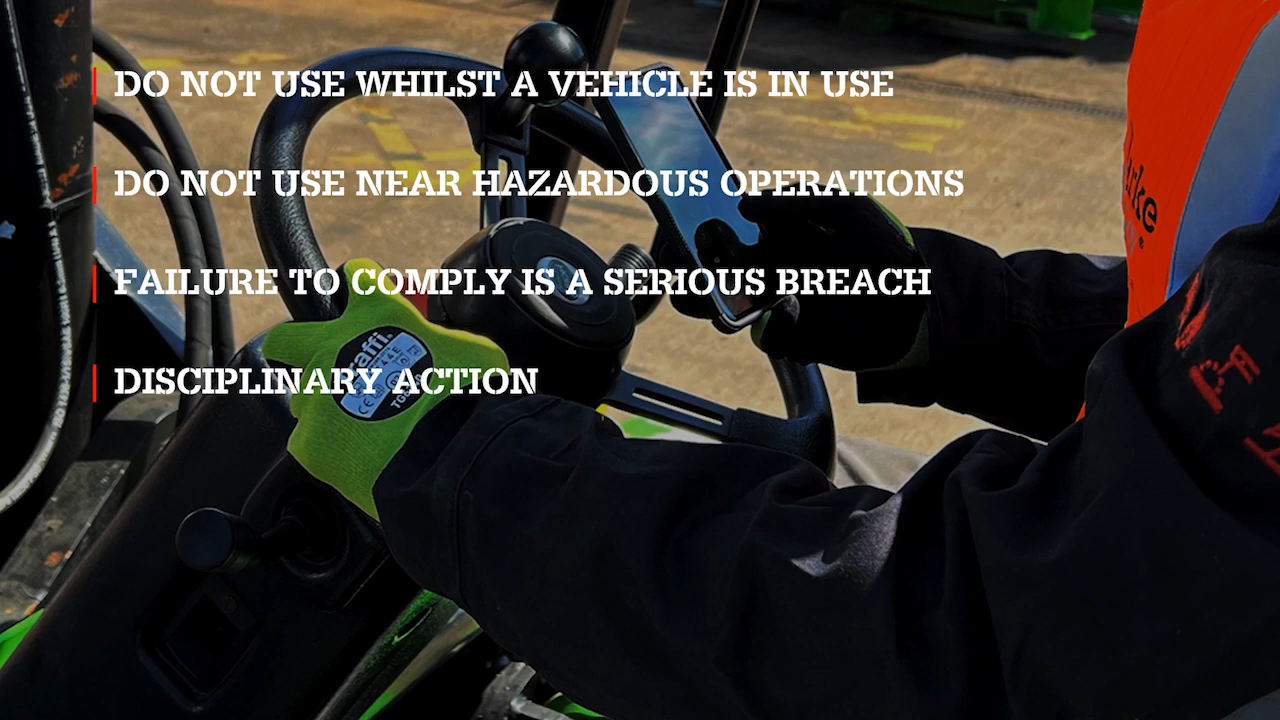 DO NOT USE WHILST A VEHICLE IS IN USE
DO NOT USE NEAR HAZARDOUS OPERATIONS
FAILURE TO COMPLY IS A SERIOUS BREACH
DISCIPLINARY ACTION